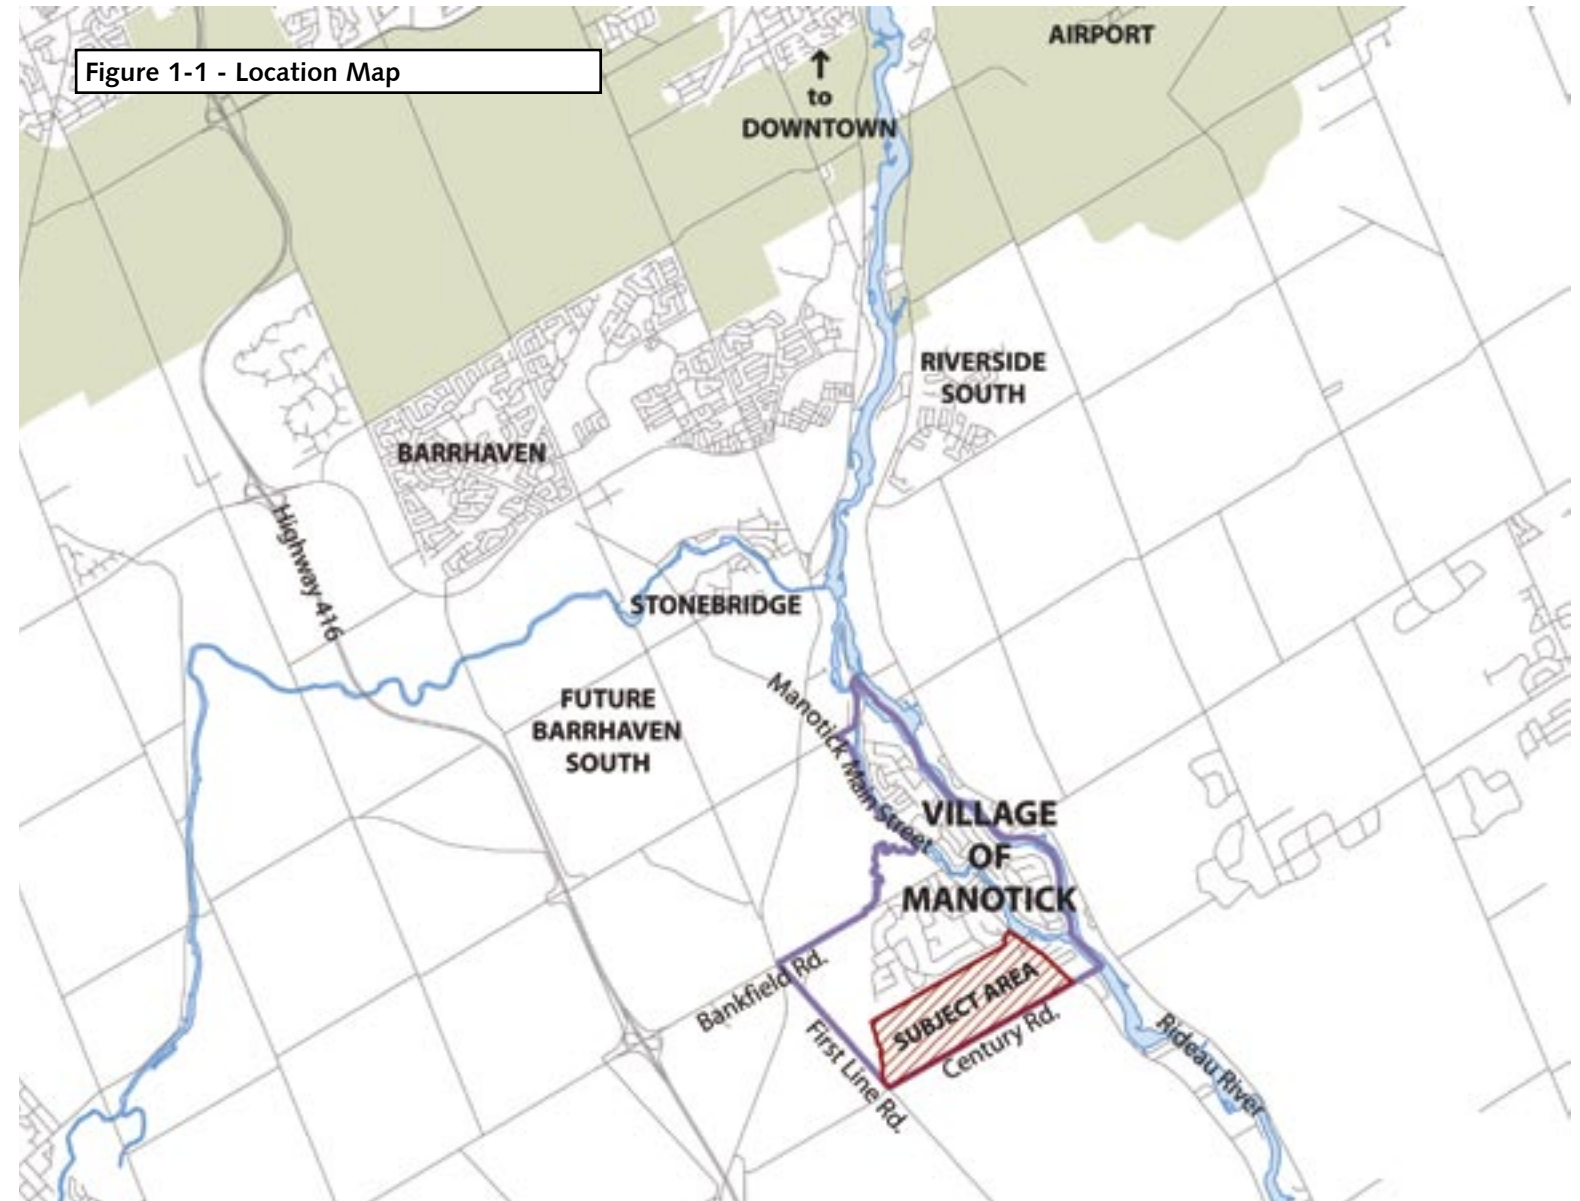 Figure 1-1 - Location Map
AIRPORT
to
DOWNTOWN
RIVERSIDE
SOUTH
BARRHAVEN
Highway 416
STONEBRIDGE
FUTURE
BARRHAVEN
SOUTH
Manotick Main Street
VILLAGE
OF
MANOTICK
Bankfield Rd.
SUBJECT AREA
Century Rd.
First Line Rd.
Rideau River